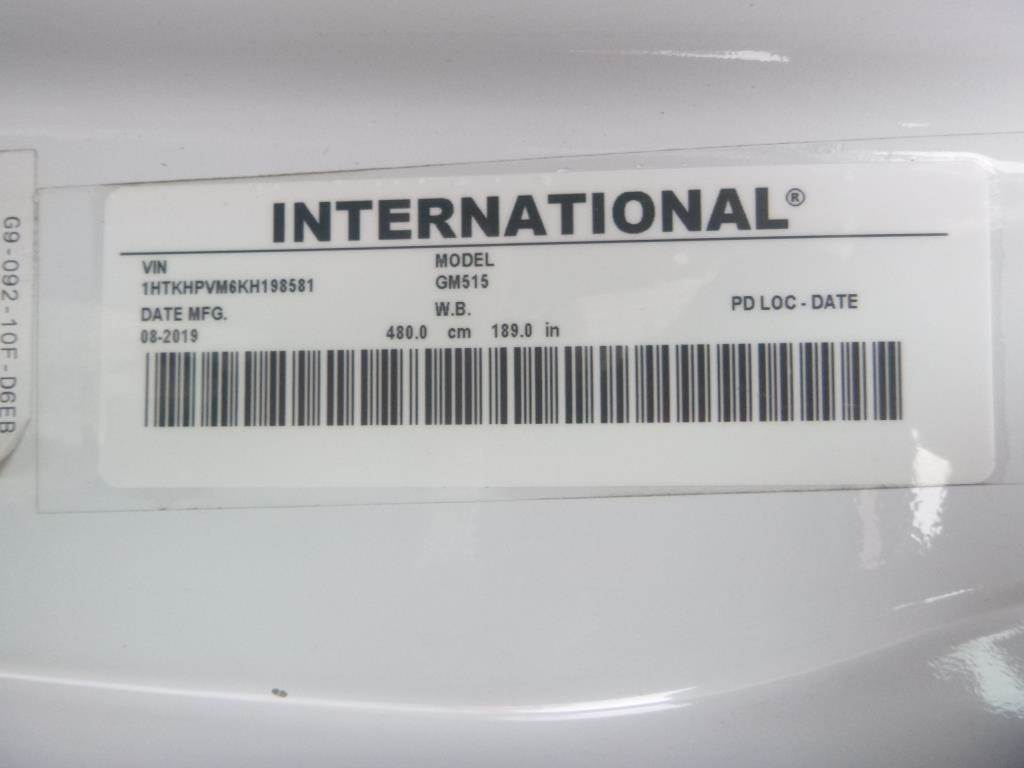 INTERNATIONAL®
VIN
1HTKHPVM6KH198581
MODEL
GM515
DATE MFG.
08-2019
W.B.
480.0 cm 189.0 in
PD LOC - DATE
G9-092-10F-D6EB